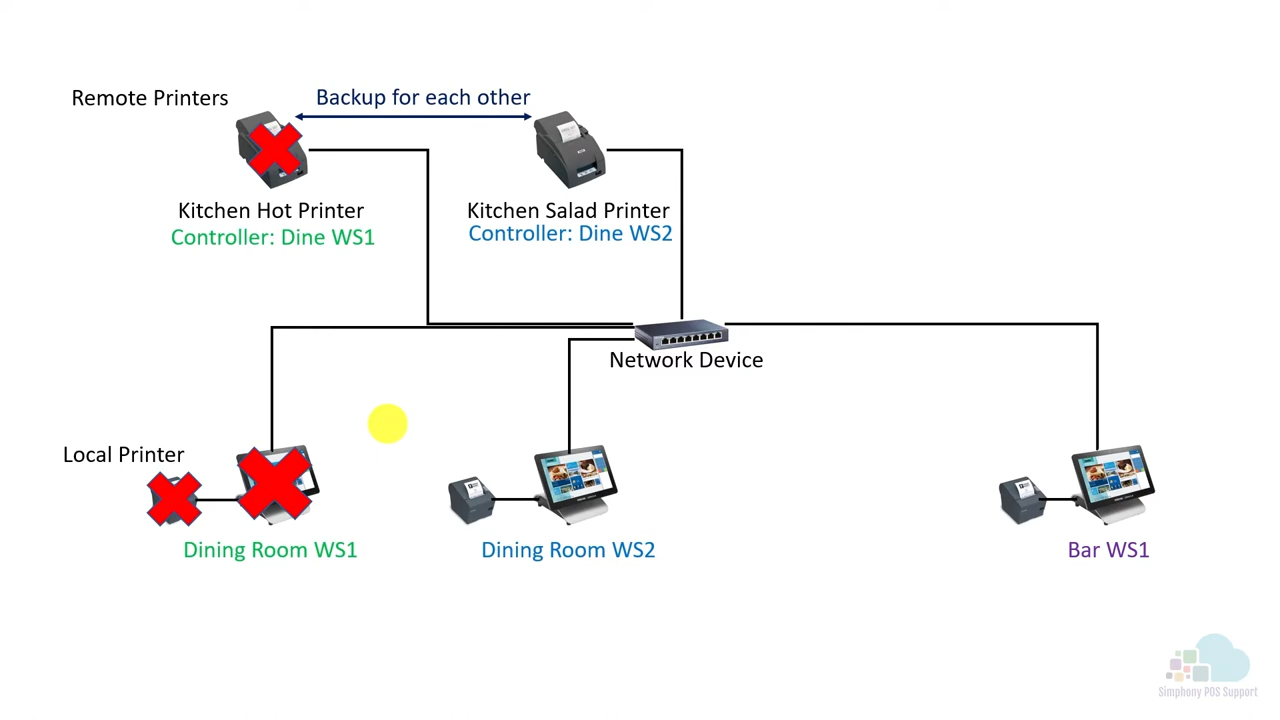 Remote Printers
Backup for each other
Kitchen Hot Printer
Controller: Dine WS1
Kitchen Salad Printer
Controller: Dine WS2
Network Device
Local Printer
Dining Room WS1
Dining Room WS2
Bar WS1
Simphony POS Support